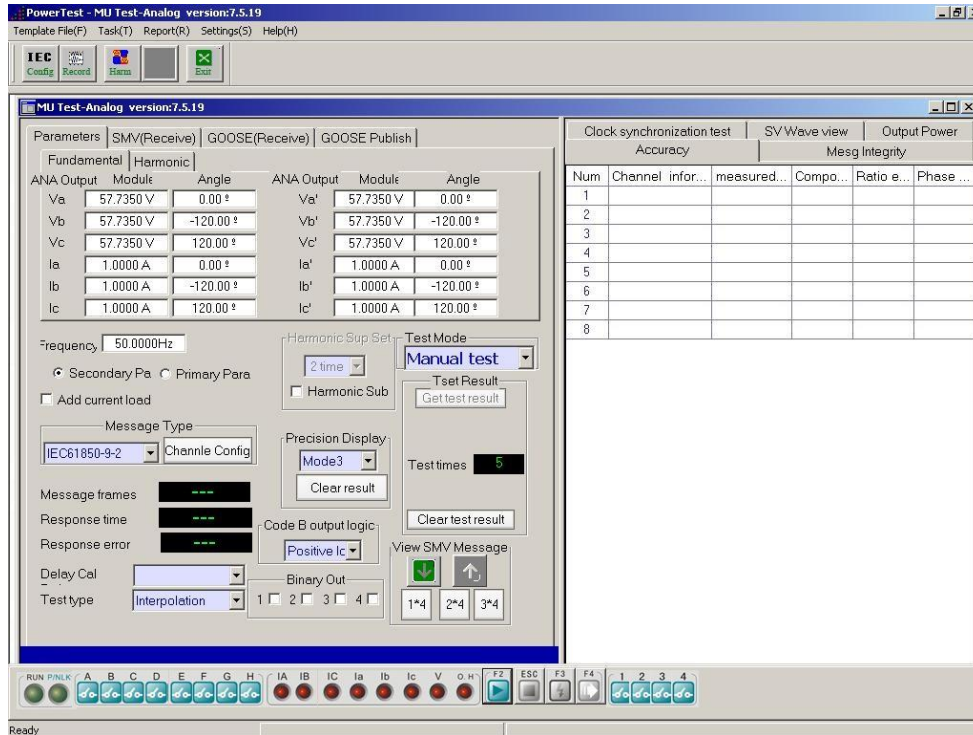 PowerTest - MU Test-Analog version:7.5.19
Template File(F) Task(T) Report(R) Settings(S) Help(H)
IEC Config
Record
Harm
Exit
MU Test-Analog version:7.5.19
Parameters SMV(Receive) GOOSE(Receive) GOOSE Publish
Fundamental Harmonic
ANA Output Module Angle ANA Output Module Angle
Va 57.7350 V 0.00 º Va' 57.7350 V 0.00 º
Vb 57.7350 V -120.00 º Vb' 57.7350 V -120.00 º
Vc 57.7350 V 120.00 º Vc' 57.7350 V 120.00 º
Ia 1.0000 A 0.00 º Ia' 1.0000 A 0.00 º
Ib 1.0000 A -120.00 º Ib' 1.0000 A -120.00 º
Ic 1.0000 A 120.00 º Ic' 1.0000 A 120.00 º
Frequency 50.0000Hz
Secondary Pa Primary Para
Add current load
Harmonic Sup Set
2 time
Harmonic Sub
Test Mode
Manual test
Tset Result
Get test result
Test times 5
Clear test result
Message Type
IEC61850-9-2 Channle Config
Precision Display
Mode3
Clear result
Message frames ---
Response time ---
Response error ---
Code B output logic
Positive lc
View SMV Message
1*4 2*4 3*4
Delay Cal
Test type Interpolation
Binary Out
1 2 3 4
Clock synchronization test SV Wave view Output Power
Accuracy Mesg Integrity
Num Channel infor... measured... Compo... Ratio e... Phase ...
1
2
3
4
5
6
7
8
RUN P/NLK A B C D E F G H IA IB IC Ia Ib Ic V O.H F2 ESC F3 F4 1 2 3 4
Ready